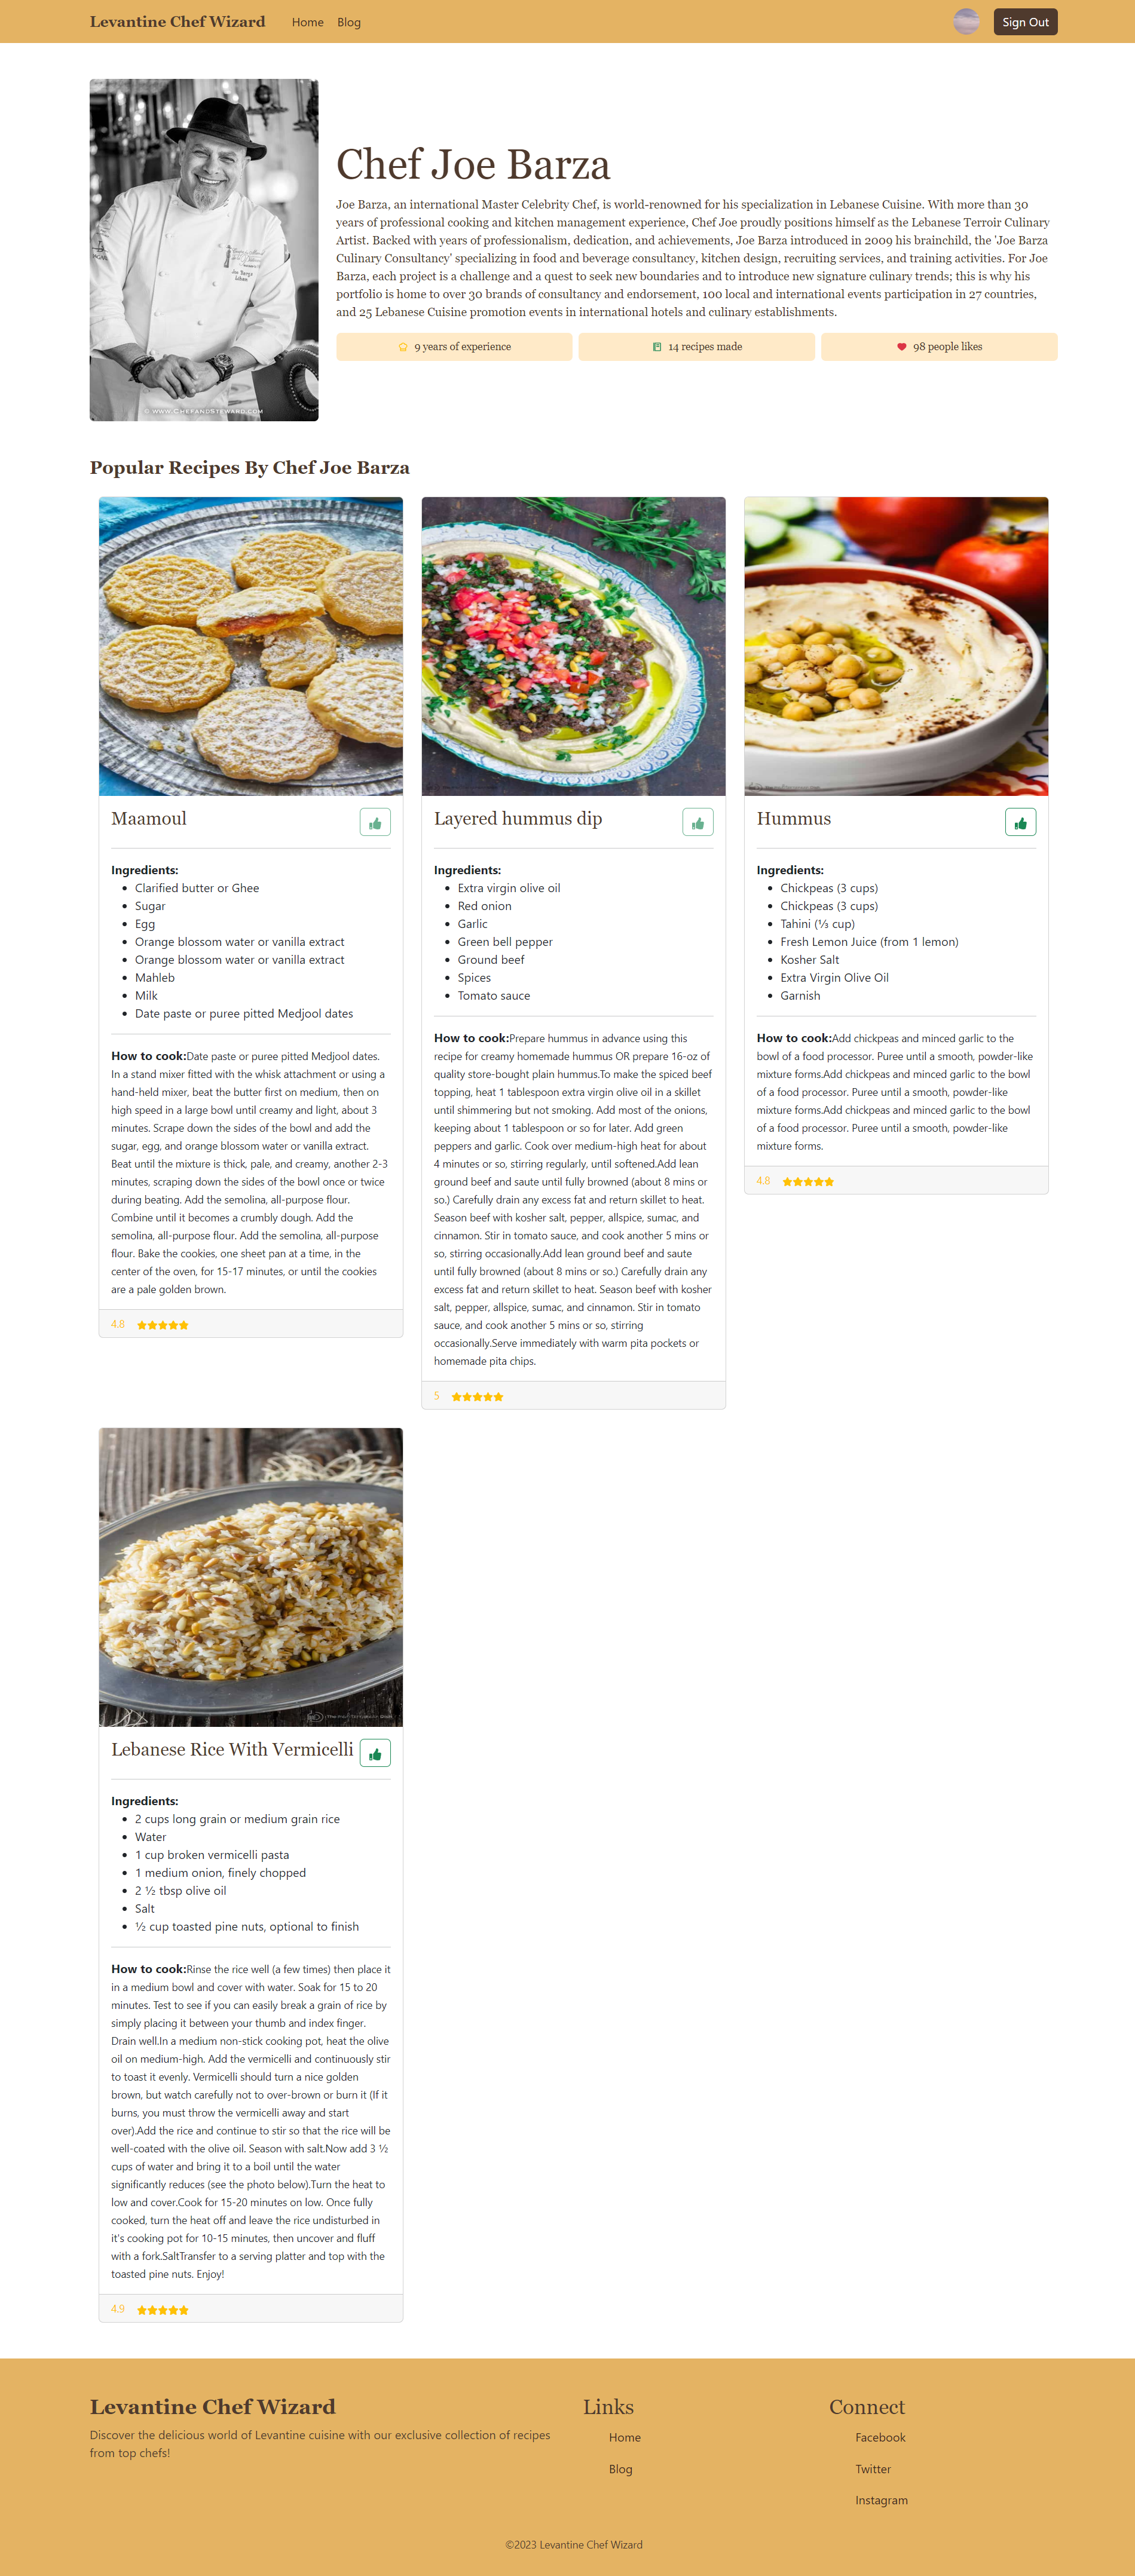 Levantine Chef Wizard
Home
Blog
Sign Out
© WWW.CHEFANDSTEWARD.COM
Chef Joe Barza
Joe Barza, an international Master Celebrity Chef, is world-renowned for his specialization in Lebanese Cuisine. With more than 30
years of professional cooking and kitchen management experience, Chef Joe proudly positions himself as the Lebanese Terroir Culinary
Artist. Backed with years of professionalism, dedication, and achievements, Joe Barza introduced in 2009 his brainchild, the 'Joe Barza
Culinary Consultancy' specializing in food and beverage consultancy, kitchen design, recruiting services, and training activities. For Joe
Barza, each project is a challenge and a quest to seek new boundaries and to introduce new signature culinary trends; this is why his
portfolio is home to over 30 brands of consultancy and endorsement, 100 local and international events participation in 27 countries,
and 25 Lebanese Cuisine promotion events in international hotels and culinary establishments.
9 years of experience
14 recipes made
98 people likes
Popular Recipes By Chef Joe Barza
Maamoul
Ingredients:
• Clarified butter or Ghee
• Sugar
• Egg
• Orange blossom water or vanilla extract
• Orange blossom water or vanilla extract
• Mahleb
• Milk
• Date paste or puree pitted Medjool dates
How to cook:Date paste or puree pitted Medjool dates.
In a stand mixer fitted with the whisk attachment or using a
hand-held mixer, beat the butter first on medium, then on
high speed in a large bowl until creamy and light, about 3
minutes. Scrape down the sides of the bowl and add the
sugar, egg, and orange blossom water or vanilla extract.
Beat until the mixture is thick, pale, and creamy, another 2-3
minutes, scraping down the sides of the bowl once or twice
during beating. Add the semolina, all-purpose flour.
Combine until it becomes a crumbly dough. Add the
semolina, all-purpose flour. Add the semolina, all-purpose
flour. Bake the cookies, one sheet pan at a time, in the
center of the oven, for 15-17 minutes, or until the cookies
are a pale golden brown.
4.8
Layered hummus dip
Ingredients:
• Extra virgin olive oil
• Red onion
• Garlic
• Green bell pepper
• Ground beef
• Spices
• Tomato sauce
How to cook:Prepare hummus in advance using this
recipe for creamy homemade hummus OR prepare 16-oz of
quality store-bought plain hummus.To make the spiced beef
topping, heat 1 tablespoon extra virgin olive oil in a skillet
until shimmering but not smoking. Add most of the onions,
keeping about 1 tablespoon or so for later. Add green
peppers and garlic. Cook over medium-high heat for about
4 minutes or so, stirring regularly, until softened.Add lean
ground beef and saute until fully browned (about 8 mins or
so.) Carefully drain any excess fat and return skillet to heat.
Season beef with kosher salt, pepper, allspice, sumac, and
cinnamon. Stir in tomato sauce, and cook another 5 mins or
so, stirring occasionally.Add lean ground beef and saute
until fully browned (about 8 mins or so.) Carefully drain any
excess fat and return skillet to heat. Season beef with kosher
salt, pepper, allspice, sumac, and cinnamon. Stir in tomato
sauce, and cook another 5 mins or so, stirring
occasionally.Serve immediately with warm pita pockets or
homemade pita chips.
5
Hummus
Ingredients:
• Chickpeas (3 cups)
• Chickpeas (3 cups)
• Tahini (⅓ cup)
• Fresh Lemon Juice (from 1 lemon)
• Kosher Salt
• Extra Virgin Olive Oil
• Garnish
How to cook:Add chickpeas and minced garlic to the
bowl of a food processor. Puree until a smooth, powder-like
mixture forms.Add chickpeas and minced garlic to the bowl
of a food processor. Puree until a smooth, powder-like
mixture forms.Add chickpeas and minced garlic to the bowl
of a food processor. Puree until a smooth, powder-like
mixture forms.
4.8
Lebanese Rice With Vermicelli
Ingredients:
• 2 cups long grain or medium grain rice
• Water
• 1 cup broken vermicelli pasta
• 1 medium onion, finely chopped
• 2 ½ tbsp olive oil
• Salt
• ½ cup toasted pine nuts, optional to finish
How to cook:Rinse the rice well (a few times) then place it
in a medium bowl and cover with water. Soak for 15 to 20
minutes. Test to see if you can easily break a grain of rice by
simply placing it between your thumb and index finger.
Drain well.In a medium non-stick cooking pot, heat the olive
oil on medium-high. Add the vermicelli and continuously stir
to toast it evenly. Vermicelli should turn a nice golden
brown, but watch carefully not to over-brown or burn it (If it
burns, you must throw the vermicelli away and start
over).Add the rice and continue to stir so that the rice will be
well-coated with the olive oil. Season with salt.Now add 3 ½
cups of water and bring it to a boil until the water
significantly reduces (see the photo below).Turn the heat to
low and cover.Cook for 15-20 minutes on low. Once fully
cooked, turn the heat off and leave the rice undisturbed in
it's cooking pot for 10-15 minutes, then uncover and fluff
with a fork.SaltTransfer to a serving platter and top with the
toasted pine nuts. Enjoy!
4.9
Levantine Chef Wizard
Discover the delicious world of Levantine cuisine with our exclusive collection of recipes
from top chefs!
Links
Home
Blog
Connect
Facebook
Twitter
Instagram
©2023 Levantine Chef Wizard